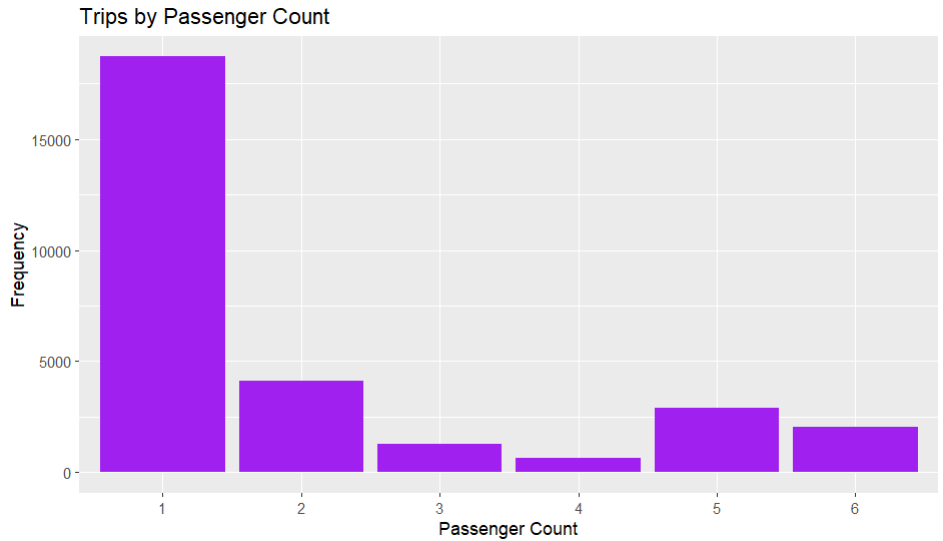 Trips by Passenger Count
Frequency
15000
10000
5000
0
1 2 3 4 5 6
Passenger Count